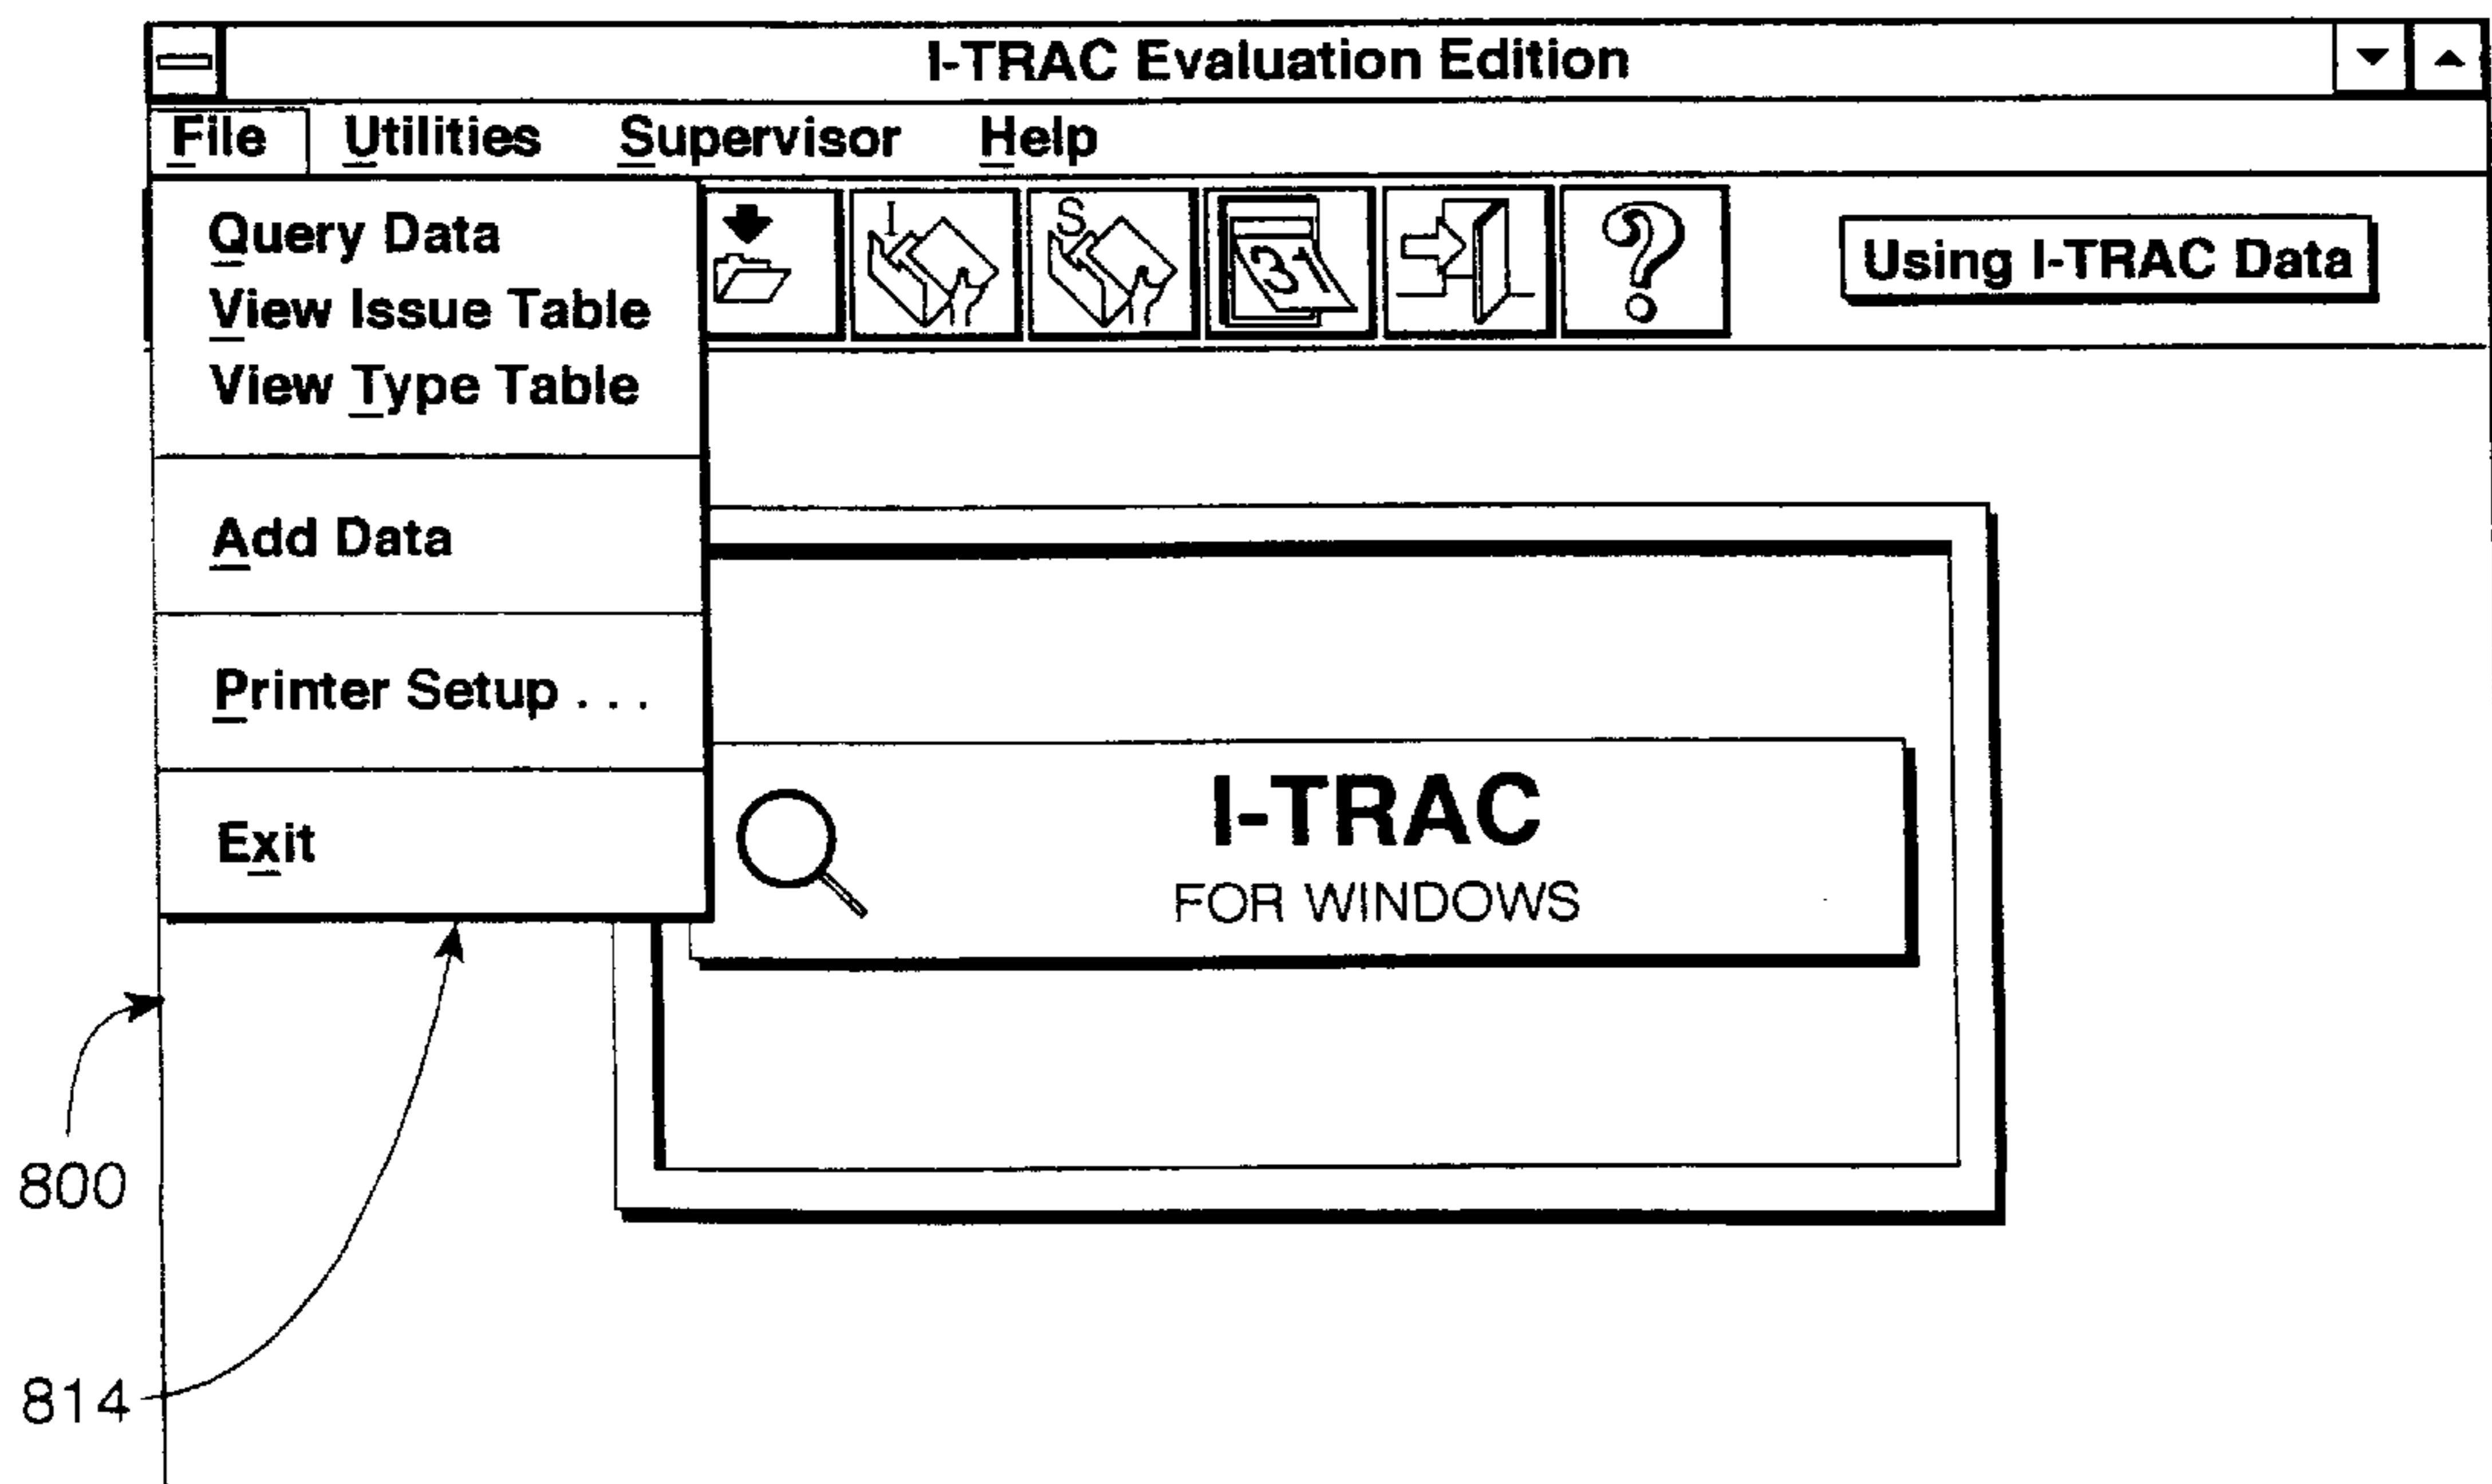 I-TRAC Evaluation Edition
File Utilities Supervisor Help
Query Data
View Issue Table
View Type Table
Add Data
Printer Setup . . .
Exit
I
S
31
?
Using I-TRAC Data
I-TRAC
FOR WINDOWS
800
814